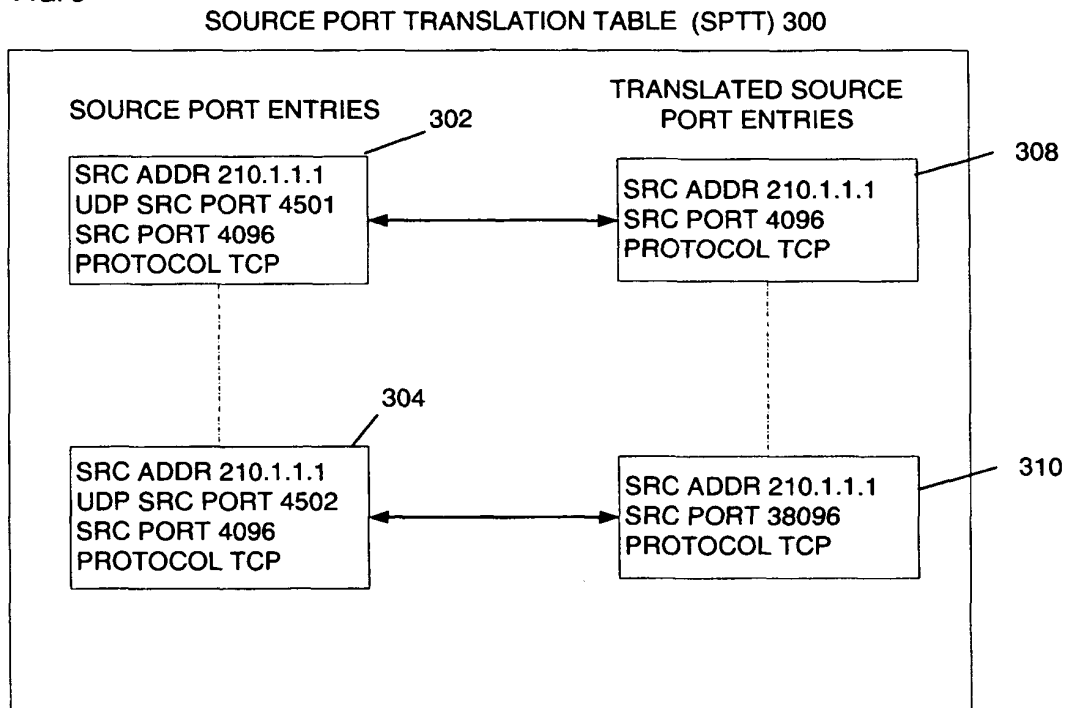 SOURCE PORT TRANSLATION TABLE (SPTT) 300
SOURCE PORT ENTRIES
302
TRANSLATED SOURCE
PORT ENTRIES
SRC ADDR 210.1.1.1
UDP SRC PORT 4501
SRC PORT 4096
PROTOCOL TCP
308
SRC ADDR 210.1.1.1
SRC PORT 4096
PROTOCOL TCP
304
SRC ADDR 210.1.1.1
UDP SRC PORT 4502
SRC PORT 4096
PROTOCOL TCP
310
SRC ADDR 210.1.1.1
SRC PORT 38096
PROTOCOL TCP